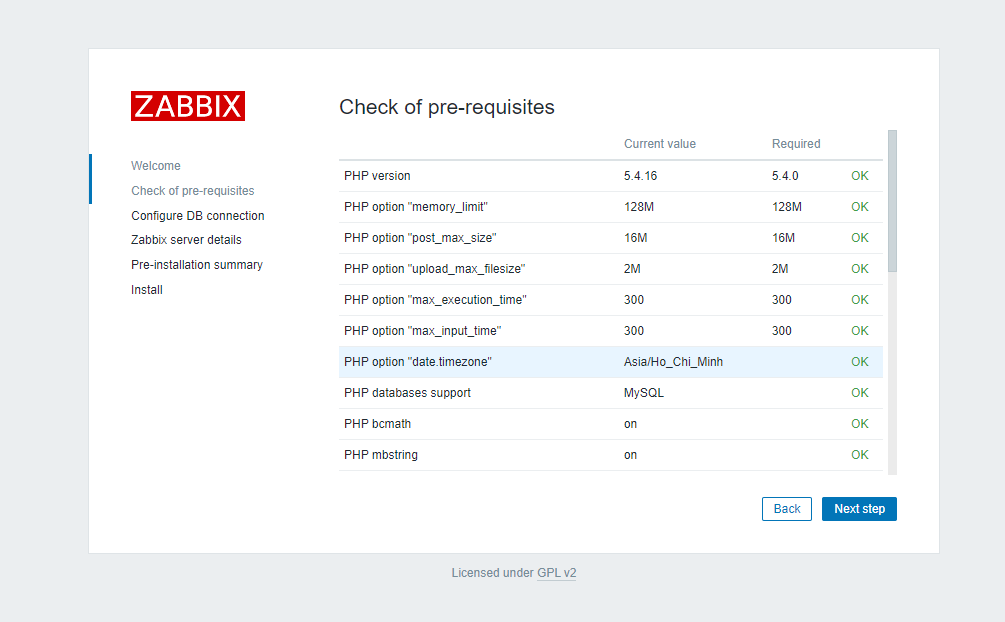 ZABBIX
Welcome
Check of pre-requisites
Configure DB connection
Zabbix server details
Pre-installation summary
Install
Check of pre-requisites
Current value Required
PHP version 5.4.16 5.4.0 OK
PHP option "memory_limit" 128M 128M OK
PHP option "post_max_size" 16M 16M OK
PHP option "upload_max_filesize" 2M 2M OK
PHP option "max_execution_time" 300 300 OK
PHP option "max_input_time" 300 300 OK
PHP option "date.timezone" Asia/Ho_Chi_Minh OK
PHP databases support MySQL OK
PHP bcmath on OK
PHP mbstring on OK
Back Next step
Licensed under GPL v2